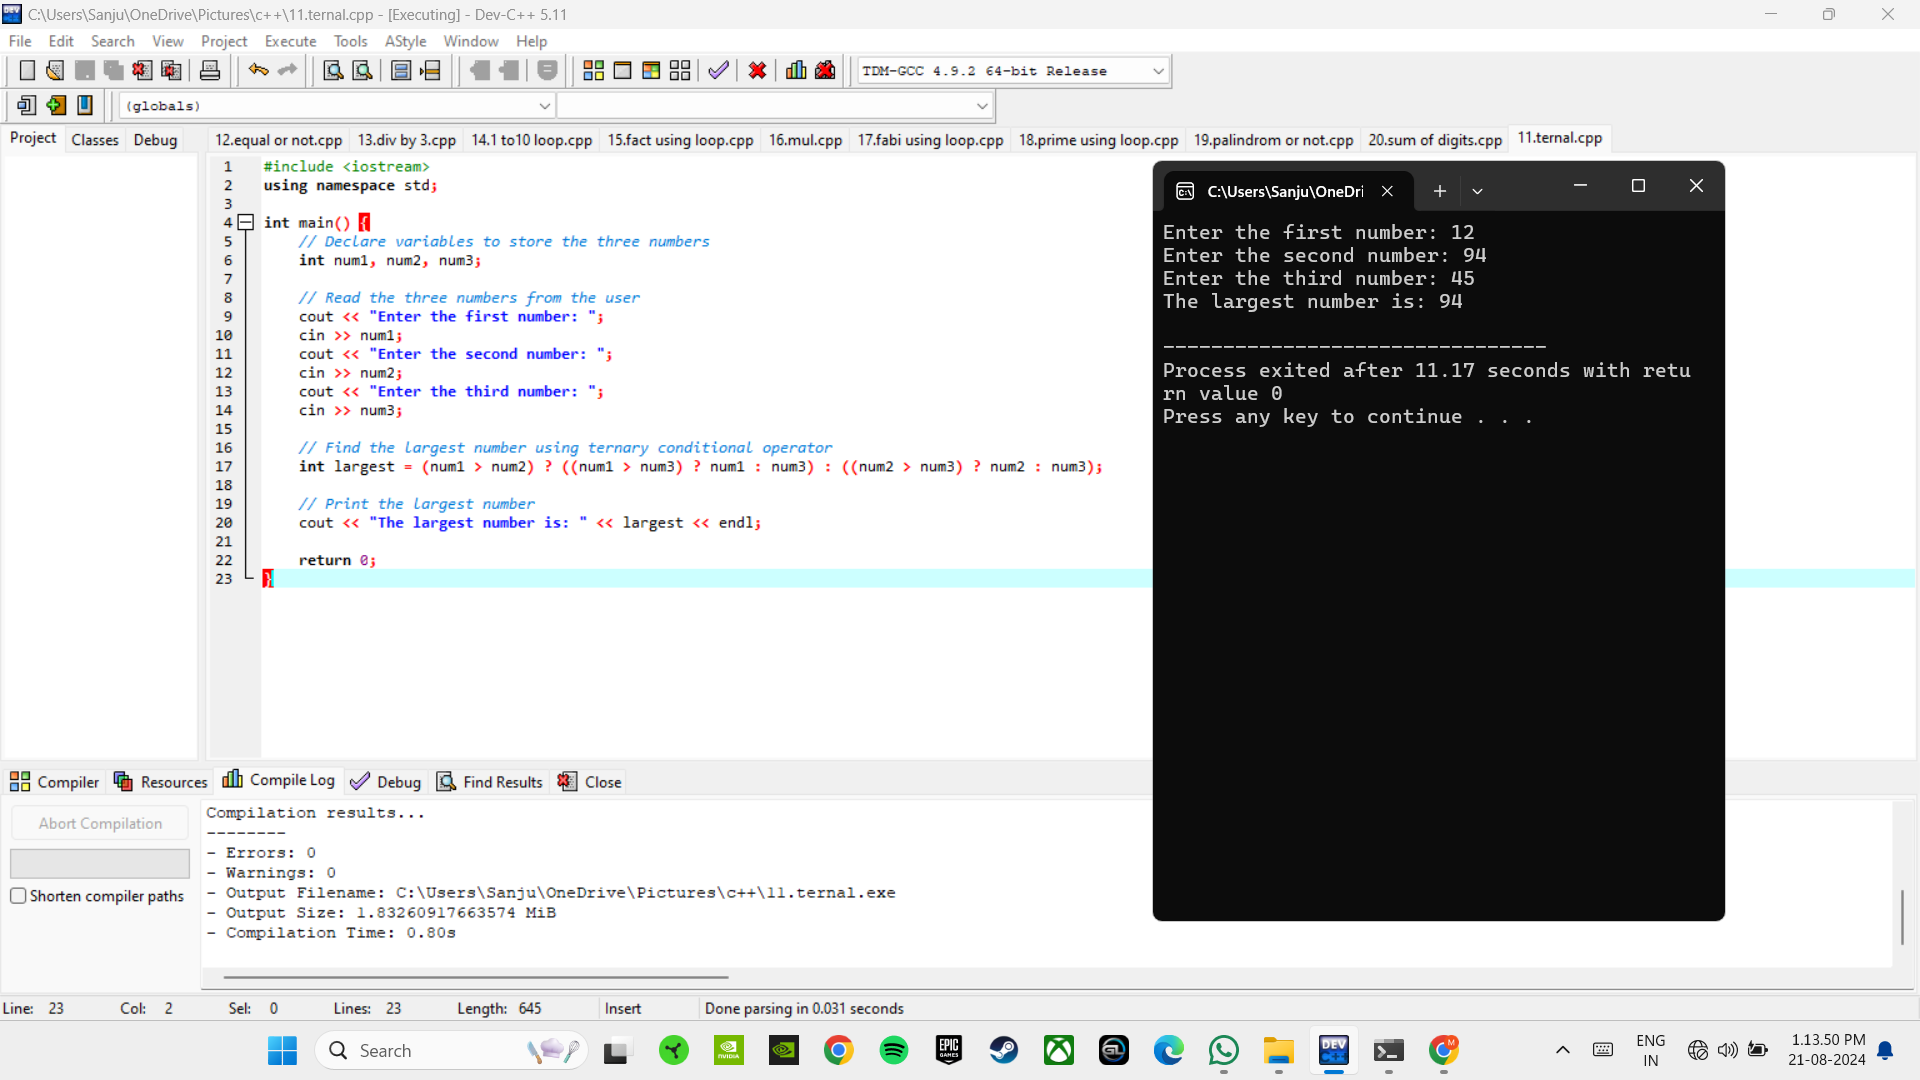 C:\Users\Sanju\OneDrive\Pictures\c++\11.ternal.cpp - [Executing] - Dev-C++ 5.11
File Edit Search View Project Execute Tools AStyle Window Help
TDM-GCC 4.9.2 64-bit Release
(globals)
Project Classes Debug
12.equal or not.cpp 13.div by 3.cpp 14.1 to10 loop.cpp 15.fact using loop.cpp 16.mul.cpp 17.fabi using loop.cpp 18.prime using loop.cpp 19.palindrom or not.cpp 20.sum of digits.cpp 11.ternal.cpp
1 #include <iostream>
2 using namespace std;
3
4 int main() {
5 // Declare variables to store the three numbers
6 int num1, num2, num3;
7
8 // Read the three numbers from the user
9 cout << "Enter the first number: ";
10 cin >> num1;
11 cout << "Enter the second number: ";
12 cin >> num2;
13 cout << "Enter the third number: ";
14 cin >> num3;
15
16 // Find the largest number using ternary conditional operator
17 int largest = (num1 > num2) ? ((num1 > num3) ? num1 : num3) : ((num2 > num3) ? num2 : num3);
18
19 // Print the largest number
20 cout << "The largest number is: " << largest << endl;
21
22 return 0;
23 }
C:\Users\Sanju\OneDri
Enter the first number: 12
Enter the second number: 94
Enter the third number: 45
The largest number is: 94
--------------------------------
Process exited after 11.17 seconds with retu
rn value 0
Press any key to continue . . .
Compiler Resources Compile Log Debug Find Results Close
Abort Compilation
Shorten compiler paths
Compilation results...
--------
- Errors: 0
- Warnings: 0
- Output Filename: C:\Users\Sanju\OneDrive\Pictures\c++\11.ternal.exe
- Output Size: 1.83260917663574 MiB
- Compilation Time: 0.80s
Line: 23 Col: 2 Sel: 0 Lines: 23 Length: 645 Insert Done parsing in 0.031 seconds
Search
NVIDIA
EPIC
GAMES
DEV
C++
M
ENG
IN
1.13.50 PM
21-08-2024